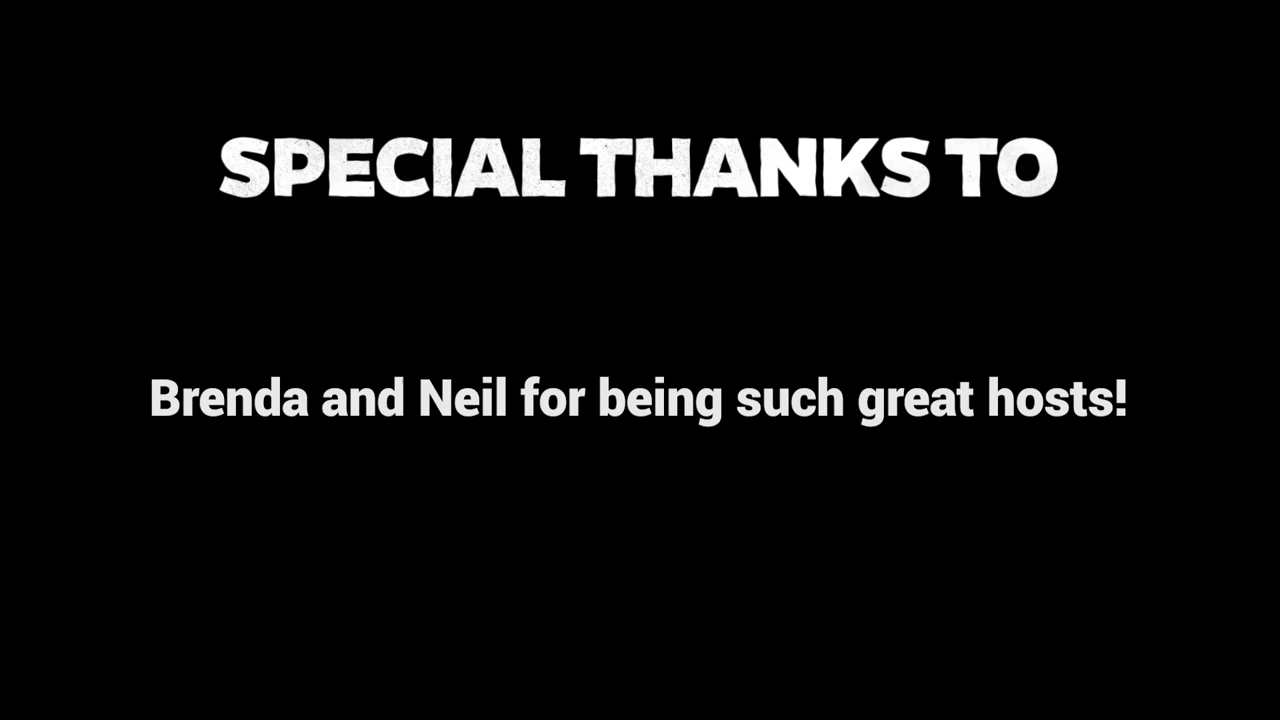 SPECIAL THANKS TO
Brenda and Neil for being such great hosts!